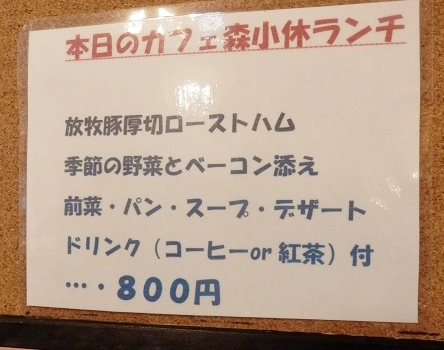 本日のカフェ森小休ランチ
放牧豚厚切ローストハム
季節の野菜とベーコン添え
前菜・パン・スープ・デザート
ドリンク（コーヒーor 紅茶）付
…・８００円